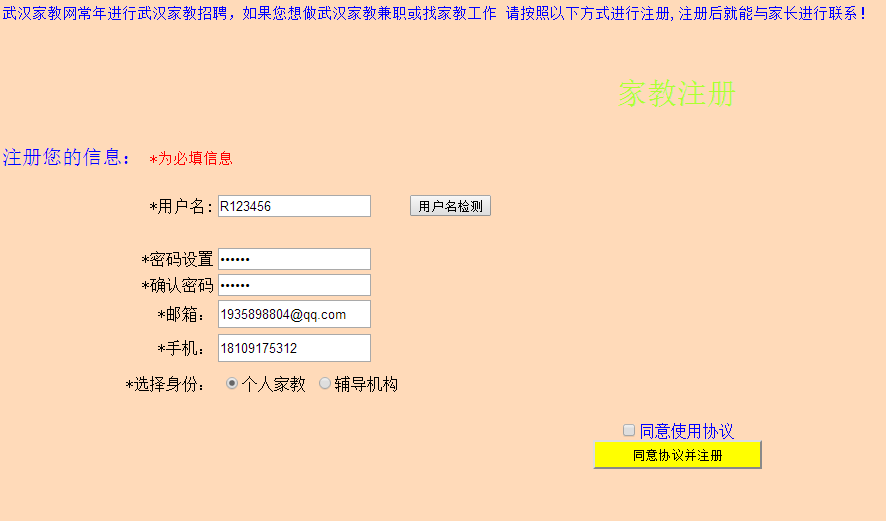 武汉家教网常年进行武汉家教招聘，如果您想做武汉家教兼职或找家教工作 请按照以下方式进行注册,注册后就能与家长进行联系！
家教注册
注册您的信息： *为必填信息
*用户名: R123456 用户名检测
*密码设置 ••••••
*确认密码 ••••••
*邮箱： 1935898804@qq.com
*手机： 18109175312
*选择身份： 个人家教 辅导机构
同意使用协议
同意协议并注册